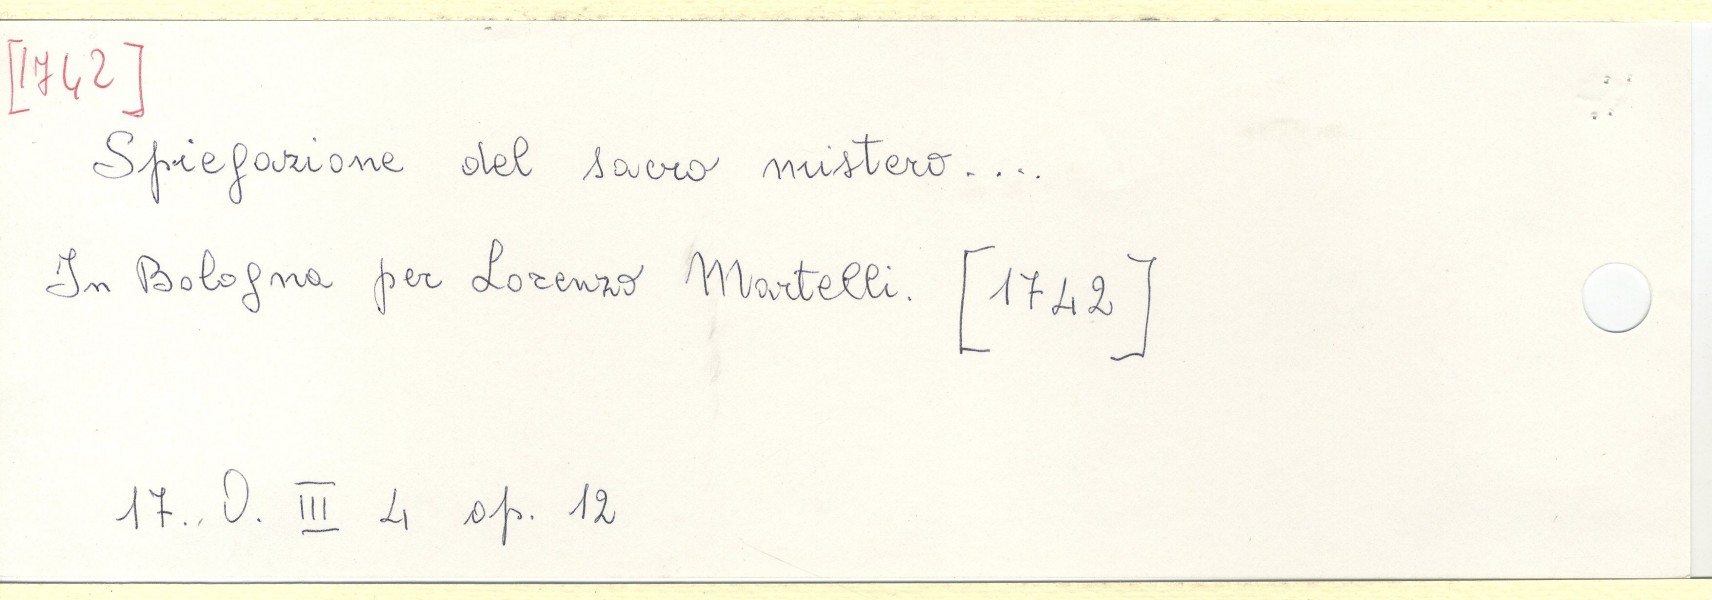 [1742]
Spiegazione del sacro mistero....
In Bologna per Lorenzo Martelli. [1742]
17.. O. III 4 op. 12